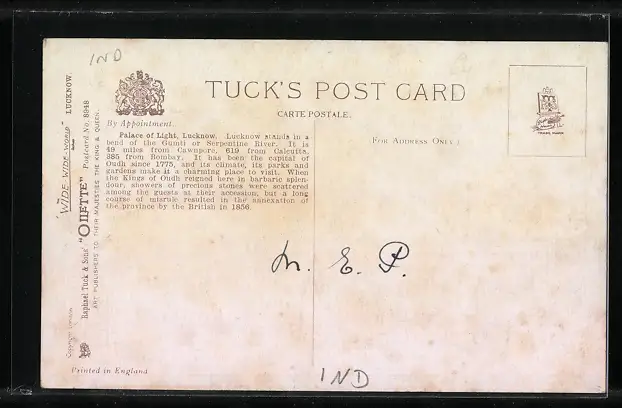 IND
TUCK'S POST CARD
CARTE POSTALE.
By Appointment.
(FOR ADDRESS ONLY)
Palace of Light, Lucknow. Lucknow stands in a
bend of the Gumti or Serpentine River. It is
49 miles from Cawnpore, 619 from Calcutta,
885 from Bombay. It has been the capital of
Oudh since 1775, and its climate, its parks and
gardens make it a charming place to visit. When
the Kings of Oudh reigned here in barbaric splen-
dour, showers of precious stones were scattered
among the guests at their accession, but a long
course of misrule resulted in the annexation of
the province by the British in 1856.
"WIDE-WIDE-WORLD" LUCKNOW.
Raphael Tuck & Sons' "OILETTE" Postcard No. 8948
ART PUBLISHERS TO THEIR MAJESTIES THE KING & QUEEN.
M. E. P.
Printed in England
IND